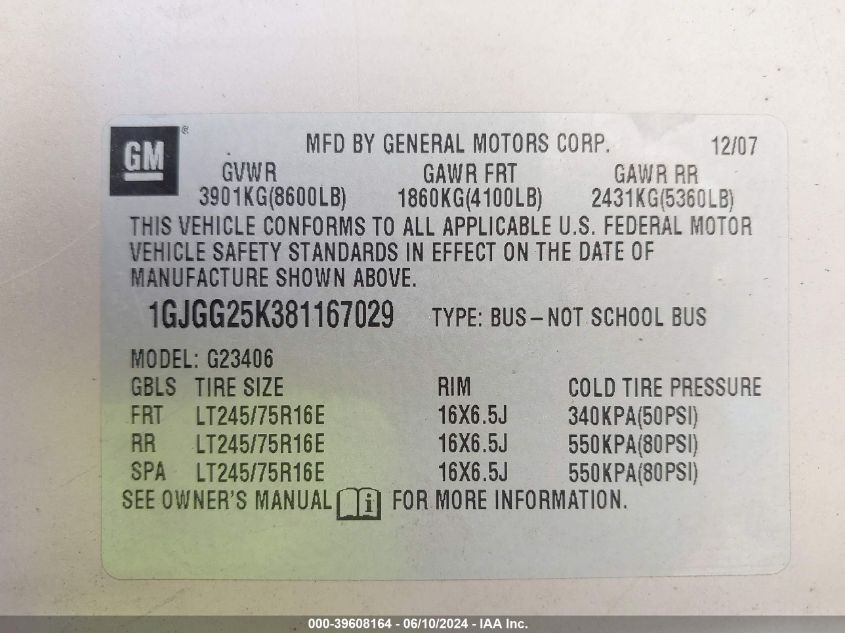 GM ® MFD BY GENERAL MOTORS CORP. 12/07
GVWR GAWR FRT GAWR RR
3901KG(8600LB) 1860KG(4100LB) 2431KG(5360LB)
THIS VEHICLE CONFORMS TO ALL APPLICABLE U.S. FEDERAL MOTOR
VEHICLE SAFETY STANDARDS IN EFFECT ON THE DATE OF
MANUFACTURE SHOWN ABOVE.
1GJGG25K381167029 TYPE: BUS–NOT SCHOOL BUS
MODEL: G23406
GBLS TIRE SIZE RIM COLD TIRE PRESSURE
FRT LT245/75R16E 16X6.5J 340KPA(50PSI)
RR LT245/75R16E 16X6.5J 550KPA(80PSI)
SPA LT245/75R16E 16X6.5J 550KPA(80PSI)
SEE OWNER'S MANUAL i FOR MORE INFORMATION.
000-39608164 - 06/10/2024 - IAA Inc.